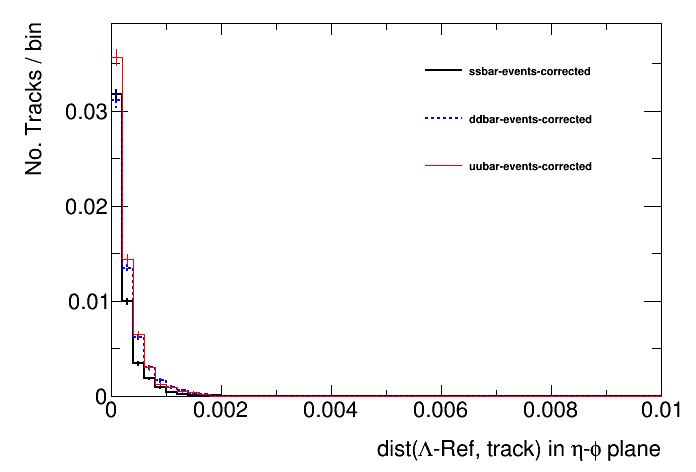 No. Tracks / bin
0.03
0.02
0.01
0
ssbar-events-corrected
ddbar-events-corrected
uubar-events-corrected
0 0.002 0.004 0.006 0.008 0.01
dist(Λ-Ref, track) in η-ϕ plane